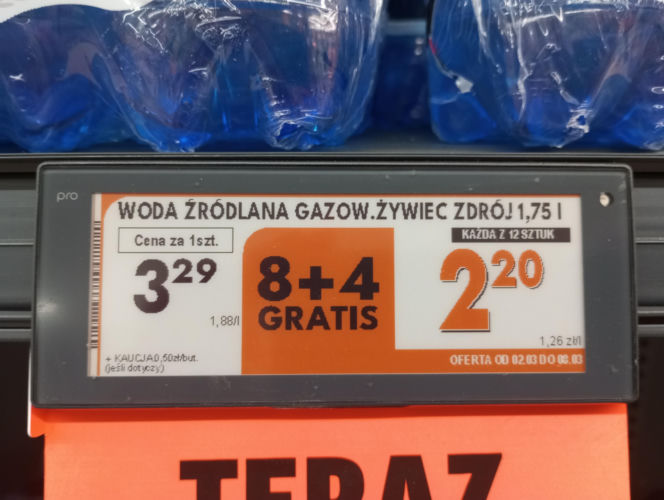 pro
WODA ŹRÓDLANA GAZOW.ŻYWIEC ZDRÓJ 1,75 l
Cena za 1szt.
3 29
1,88/l
+ KAUCJA 0,50zł/but.
(jeśli dotyczy)
8+4
GRATIS
KAŻDA Z 12 SZTUK
2 20
1,26 zł/l
OFERTA OD 02.03 DO 08.03
TERAZ